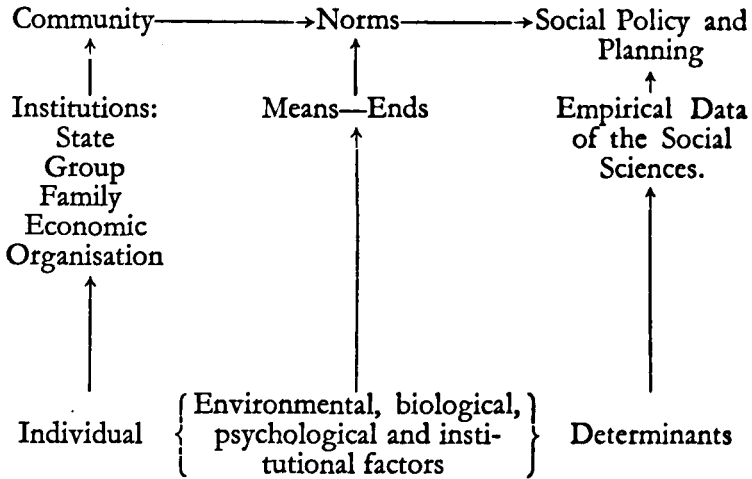 Community
Norms
Social Policy and
Planning
Institutions:
State
Group
Family
Economic
Organisation
Means—Ends
Empirical Data
of the Social
Sciences.
Individual
Environmental, biological,
psychological and insti-
tutional factors
Determinants